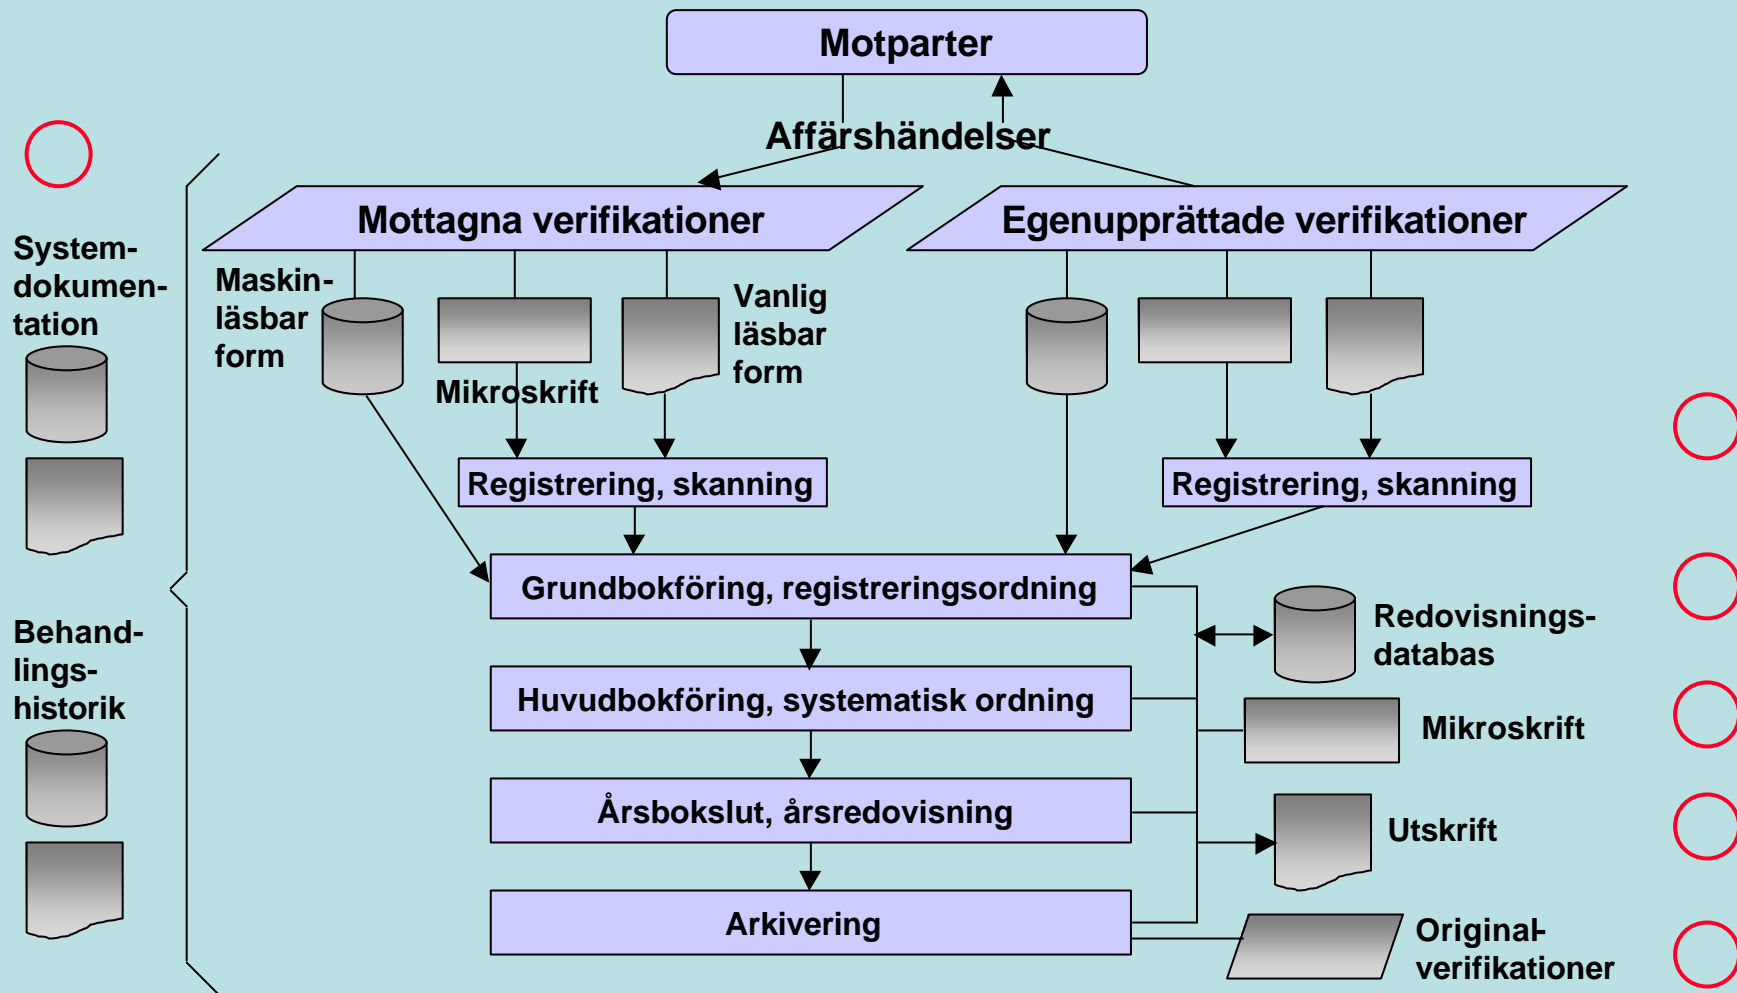 Motparter
Affärshändelser
Mottagna verifikationer
Egenupprättade verifikationer
System-
dokumen-
tation
Maskin-
läsbar
form
Mikroskrift
Vanlig
läsbar
form
Registrering, skanning
Registrering, skanning
Grundbokföring, registreringsordning
Redovisnings-
databas
Behand-
lings-
historik
Huvudbokföring, systematisk ordning
Mikroskrift
Årsbokslut, årsredovisning
Utskrift
Arkivering
Original-
verifikationer